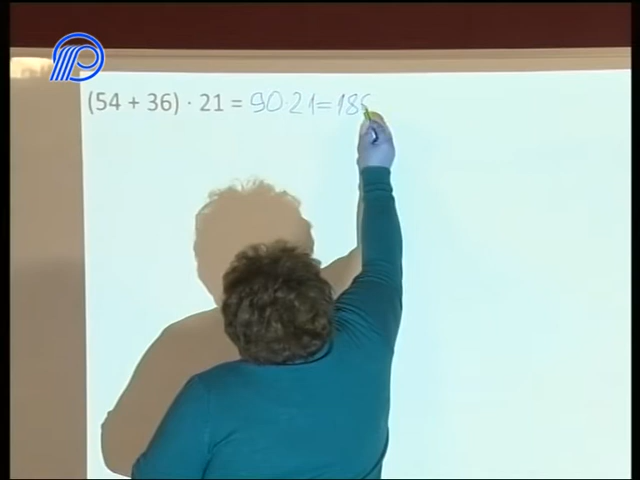 (54 + 36) · 21 = 90·21=18